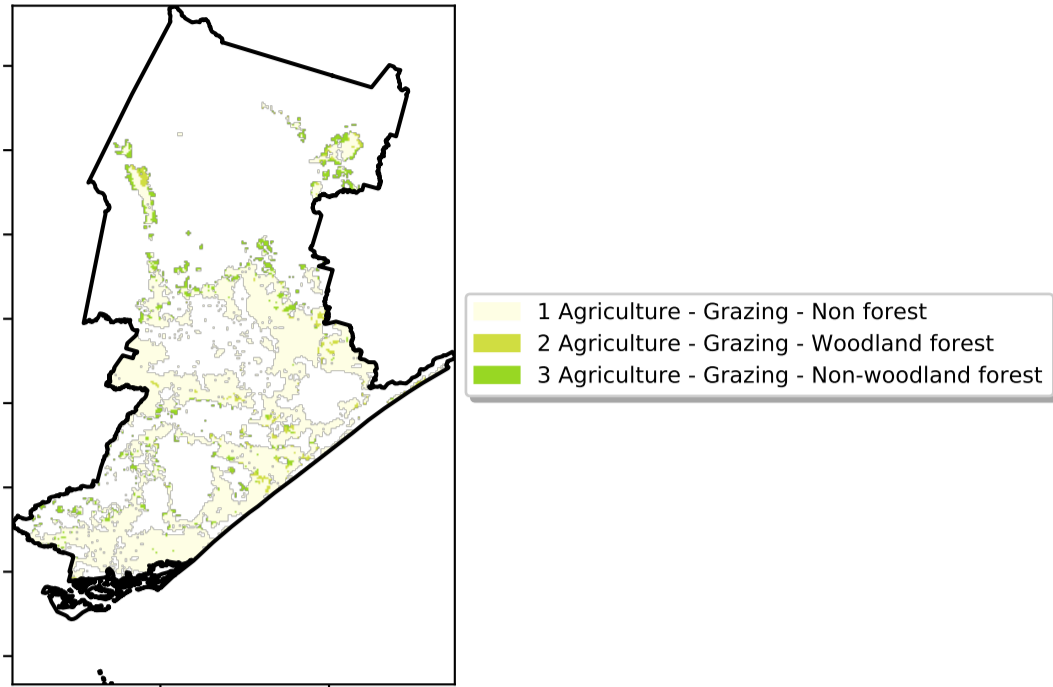 1 Agriculture - Grazing - Non forest
2 Agriculture - Grazing - Woodland forest
3 Agriculture - Grazing - Non-woodland forest